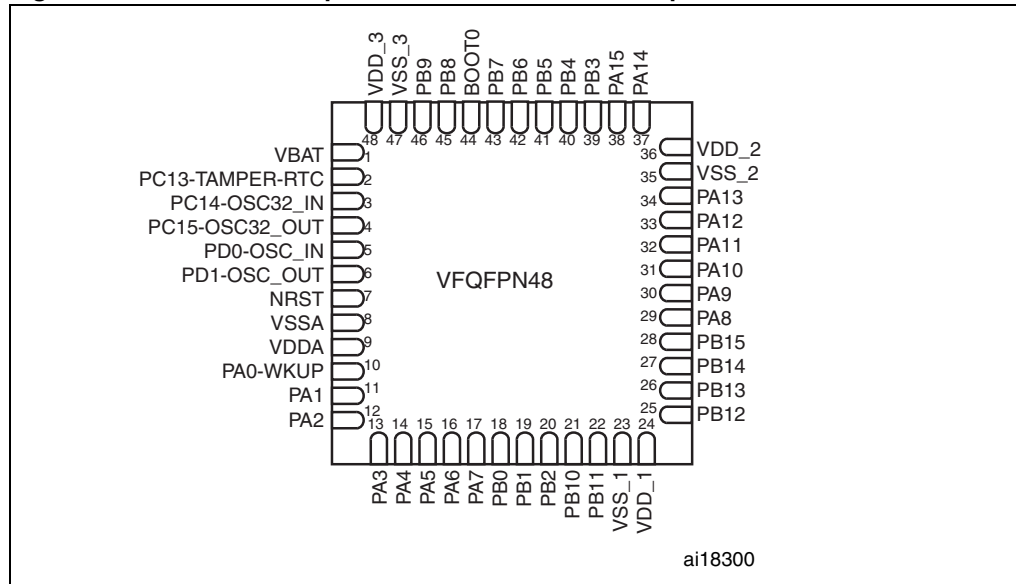 VDD_3
VSS_3
PB9
PB8
BOOT0
PB7
PB6
PB5
PB4
PB3
PA15
PA14
48 47 46 45 44 43 42 41 40 39 38 37
VBAT 1
PC13-TAMPER-RTC 2
PC14-OSC32_IN 3
PC15-OSC32_OUT 4
PD0-OSC_IN 5
PD1-OSC_OUT 6
NRST 7
VSSA 8
VDDA 9
PA0-WKUP 10
PA1 11
PA2 12
VFQFPN48
36 VDD_2
35 VSS_2
34 PA13
33 PA12
32 PA11
31 PA10
30 PA9
29 PA8
28 PB15
27 PB14
26 PB13
25 PB12
13 14 15 16 17 18 19 20 21 22 23 24
PA3
PA4
PA5
PA6
PA7
PB0
PB1
PB2
PB10
PB11
VSS_1
VDD_1
ai18300